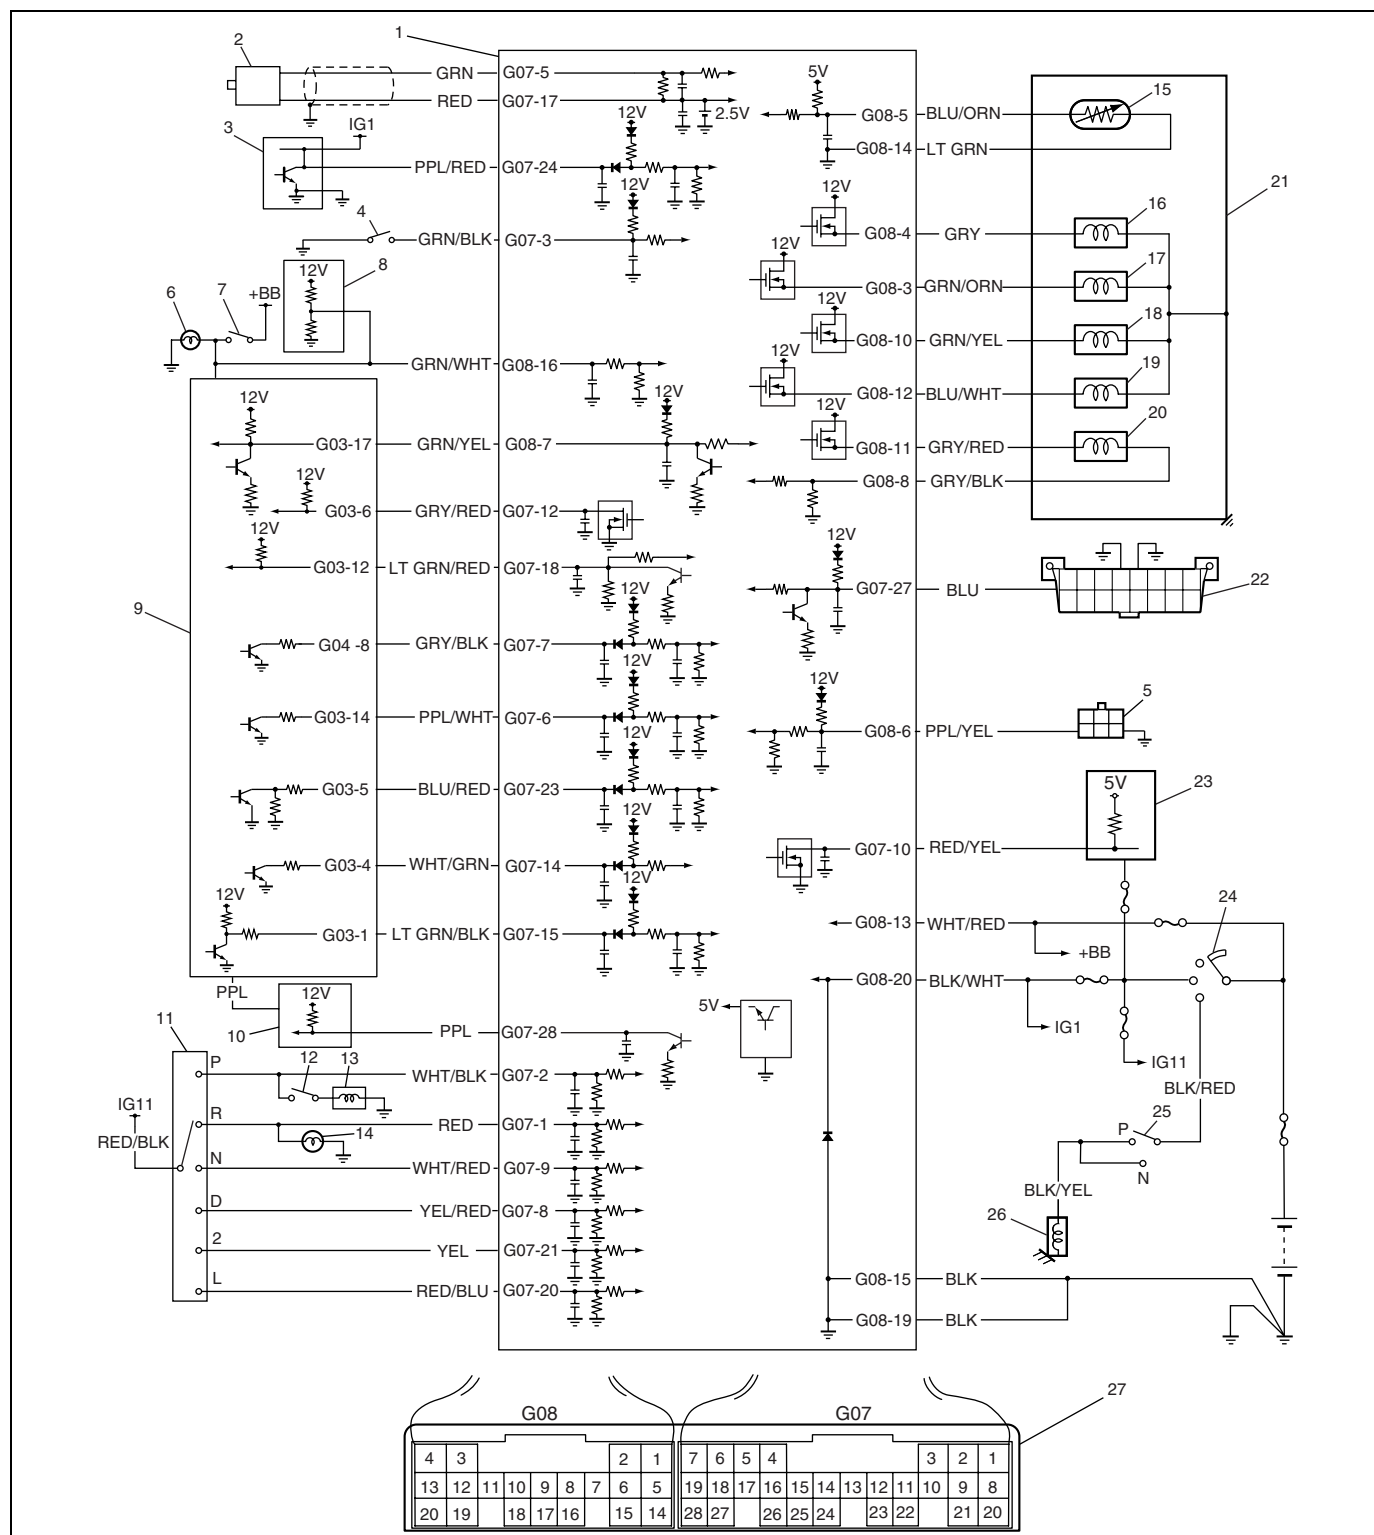 1
2
GRN G07-5
RED G07-17
2.5V
3
IG1
12V
PPL/RED G07-24
12V
4
GRN/BLK G07-3
8
12V
6
7
+BB
GRN/WHT G08-16
9
12V
12V
G03-17 GRN/YEL G08-7
12V
G03-6 GRY/RED G07-12
12V
G03-12 LT GRN/RED G07-18
12V
G04 -8 GRY/BLK G07-7
12V
G03-14 PPL/WHT G07-6
12V
G03-5 BLU/RED G07-23
12V
G03-4 WHT/GRN G07-14
12V
12V
G03-1 LT GRN/BLK G07-15
PPL
12V
10
PPL G07-28
11
P
12
13
WHT/BLK G07-2
IG11
R
14
RED G07-1
RED/BLK
N
WHT/RED G07-9
D
YEL/RED G07-8
2
YEL G07-21
L
RED/BLU G07-20
5V
G08-5 BLU/ORN
15
G08-14 LT GRN
21
12V
G08-4 GRY
16
12V
G08-3 GRN/ORN
17
12V
G08-10 GRN/YEL
18
12V
G08-12 BLU/WHT
19
12V
G08-11 GRY/RED
20
G08-8 GRY/BLK
12V
G07-27 BLU
22
12V
G08-6 PPL/YEL
5
5V
23
G07-10 RED/YEL
G08-13 WHT/RED
24
+BB
G08-20 BLK/WHT
IG1
5V
IG11
BLK/RED
25
P
N
BLK/YEL
26
G08-15 BLK
G08-19 BLK
27
G08 G07
4 3 2 1 7 6 5 4 3 2 1
13 12 11 10 9 8 7 6 5 19 18 17 16 15 14 13 12 11 10 9 8
20 19 18 17 16 15 14 28 27 26 25 24 23 22 21 20